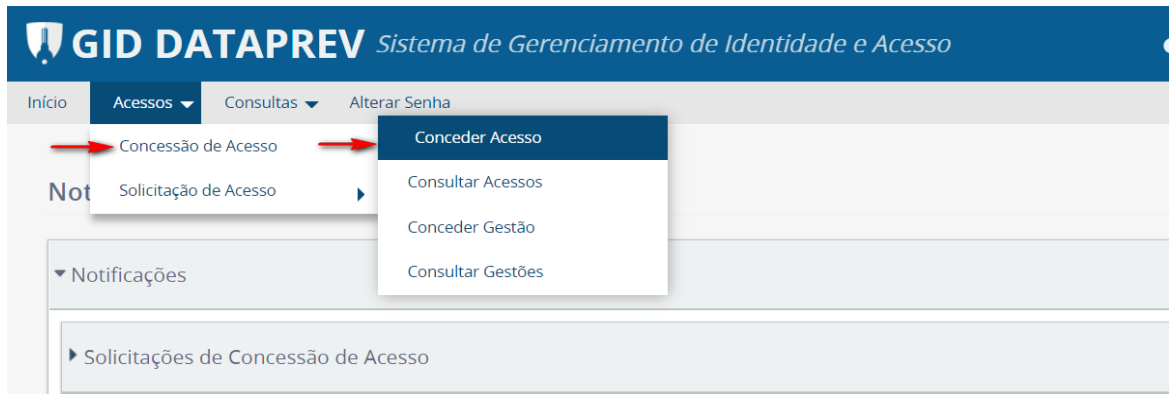 GID DATAPREV Sistema de Gerenciamento de Identidade e Acesso
Início Acessos Consultas Alterar Senha
Concessão de Acesso
Solicitação de Acesso
Conceder Acesso
Consultar Acessos
Conceder Gestão
Consultar Gestões
Not
Notificações
Solicitações de Concessão de Acesso